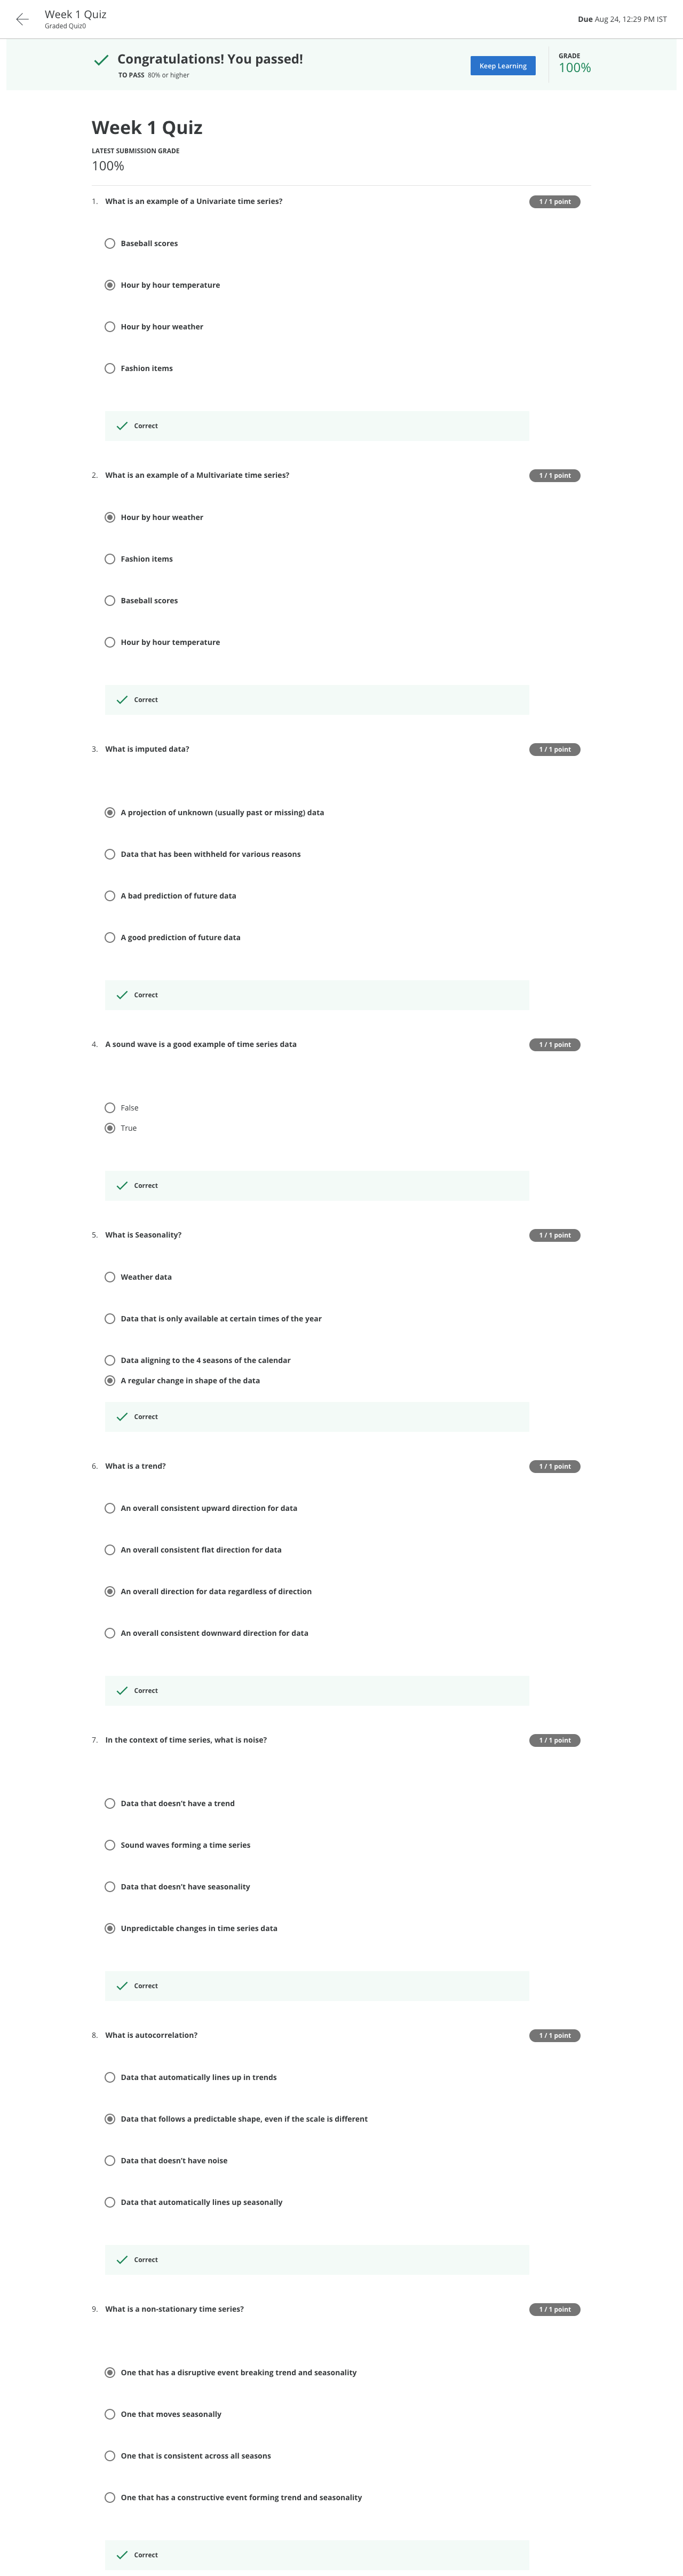 Week 1 Quiz
Graded Quiz0
Due Aug 24, 12:29 PM IST
Congratulations! You passed!
TO PASS 80% or higher
Keep Learning
GRADE
100%
Week 1 Quiz
LATEST SUBMISSION GRADE
100%
1. What is an example of a Univariate time series?
1 / 1 point
Baseball scores
Hour by hour temperature
Hour by hour weather
Fashion items
Correct
2. What is an example of a Multivariate time series?
1 / 1 point
Hour by hour weather
Fashion items
Baseball scores
Hour by hour temperature
Correct
3. What is imputed data?
1 / 1 point
A projection of unknown (usually past or missing) data
Data that has been withheld for various reasons
A bad prediction of future data
A good prediction of future data
Correct
4. A sound wave is a good example of time series data
1 / 1 point
False
True
Correct
5. What is Seasonality?
1 / 1 point
Weather data
Data that is only available at certain times of the year
Data aligning to the 4 seasons of the calendar
A regular change in shape of the data
Correct
6. What is a trend?
1 / 1 point
An overall consistent upward direction for data
An overall consistent flat direction for data
An overall direction for data regardless of direction
An overall consistent downward direction for data
Correct
7. In the context of time series, what is noise?
1 / 1 point
Data that doesn’t have a trend
Sound waves forming a time series
Data that doesn’t have seasonality
Unpredictable changes in time series data
Correct
8. What is autocorrelation?
1 / 1 point
Data that automatically lines up in trends
Data that follows a predictable shape, even if the scale is different
Data that doesn’t have noise
Data that automatically lines up seasonally
Correct
9. What is a non-stationary time series?
1 / 1 point
One that has a disruptive event breaking trend and seasonality
One that moves seasonally
One that is consistent across all seasons
One that has a constructive event forming trend and seasonality
Correct